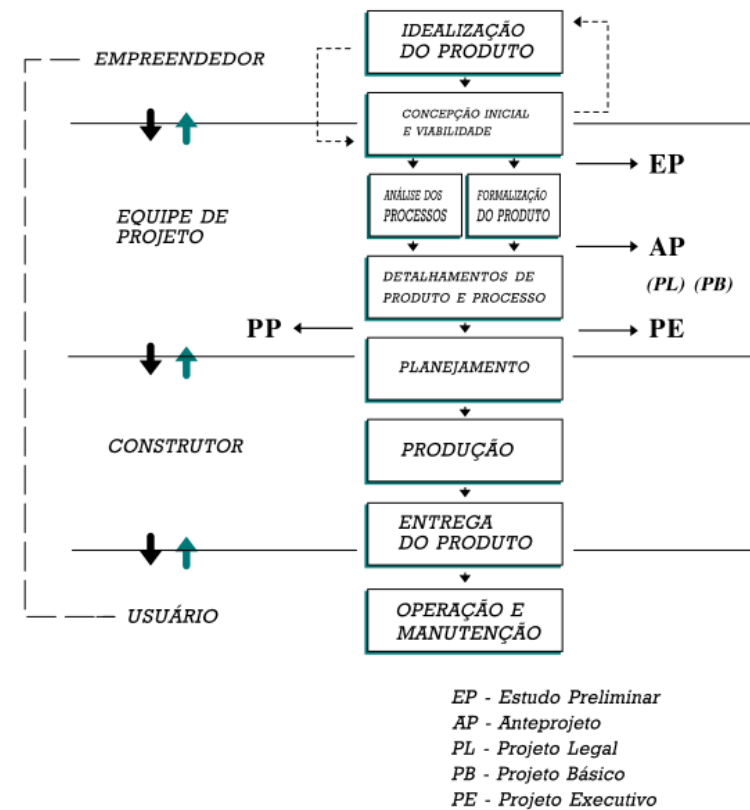 IDEALIZAÇÃO
DO PRODUTO
EMPREENDEDOR
CONCEPÇÃO INICIAL
E VIABILIDADE
EP
ANÁLISE DOS
PROCESSOS
FORMALIZAÇÃO
DO PRODUTO
EQUIPE DE
PROJETO
AP
(PL) (PB)
DETALHAMENTOS DE
PRODUTO E PROCESSO
PP
PE
PLANEJAMENTO
CONSTRUTOR
PRODUÇÃO
ENTREGA
DO PRODUTO
USUÁRIO
OPERAÇÃO E
MANUTENÇÃO
EP - Estudo Preliminar
AP - Anteprojeto
PL - Projeto Legal
PB - Projeto Básico
PE - Projeto Executivo